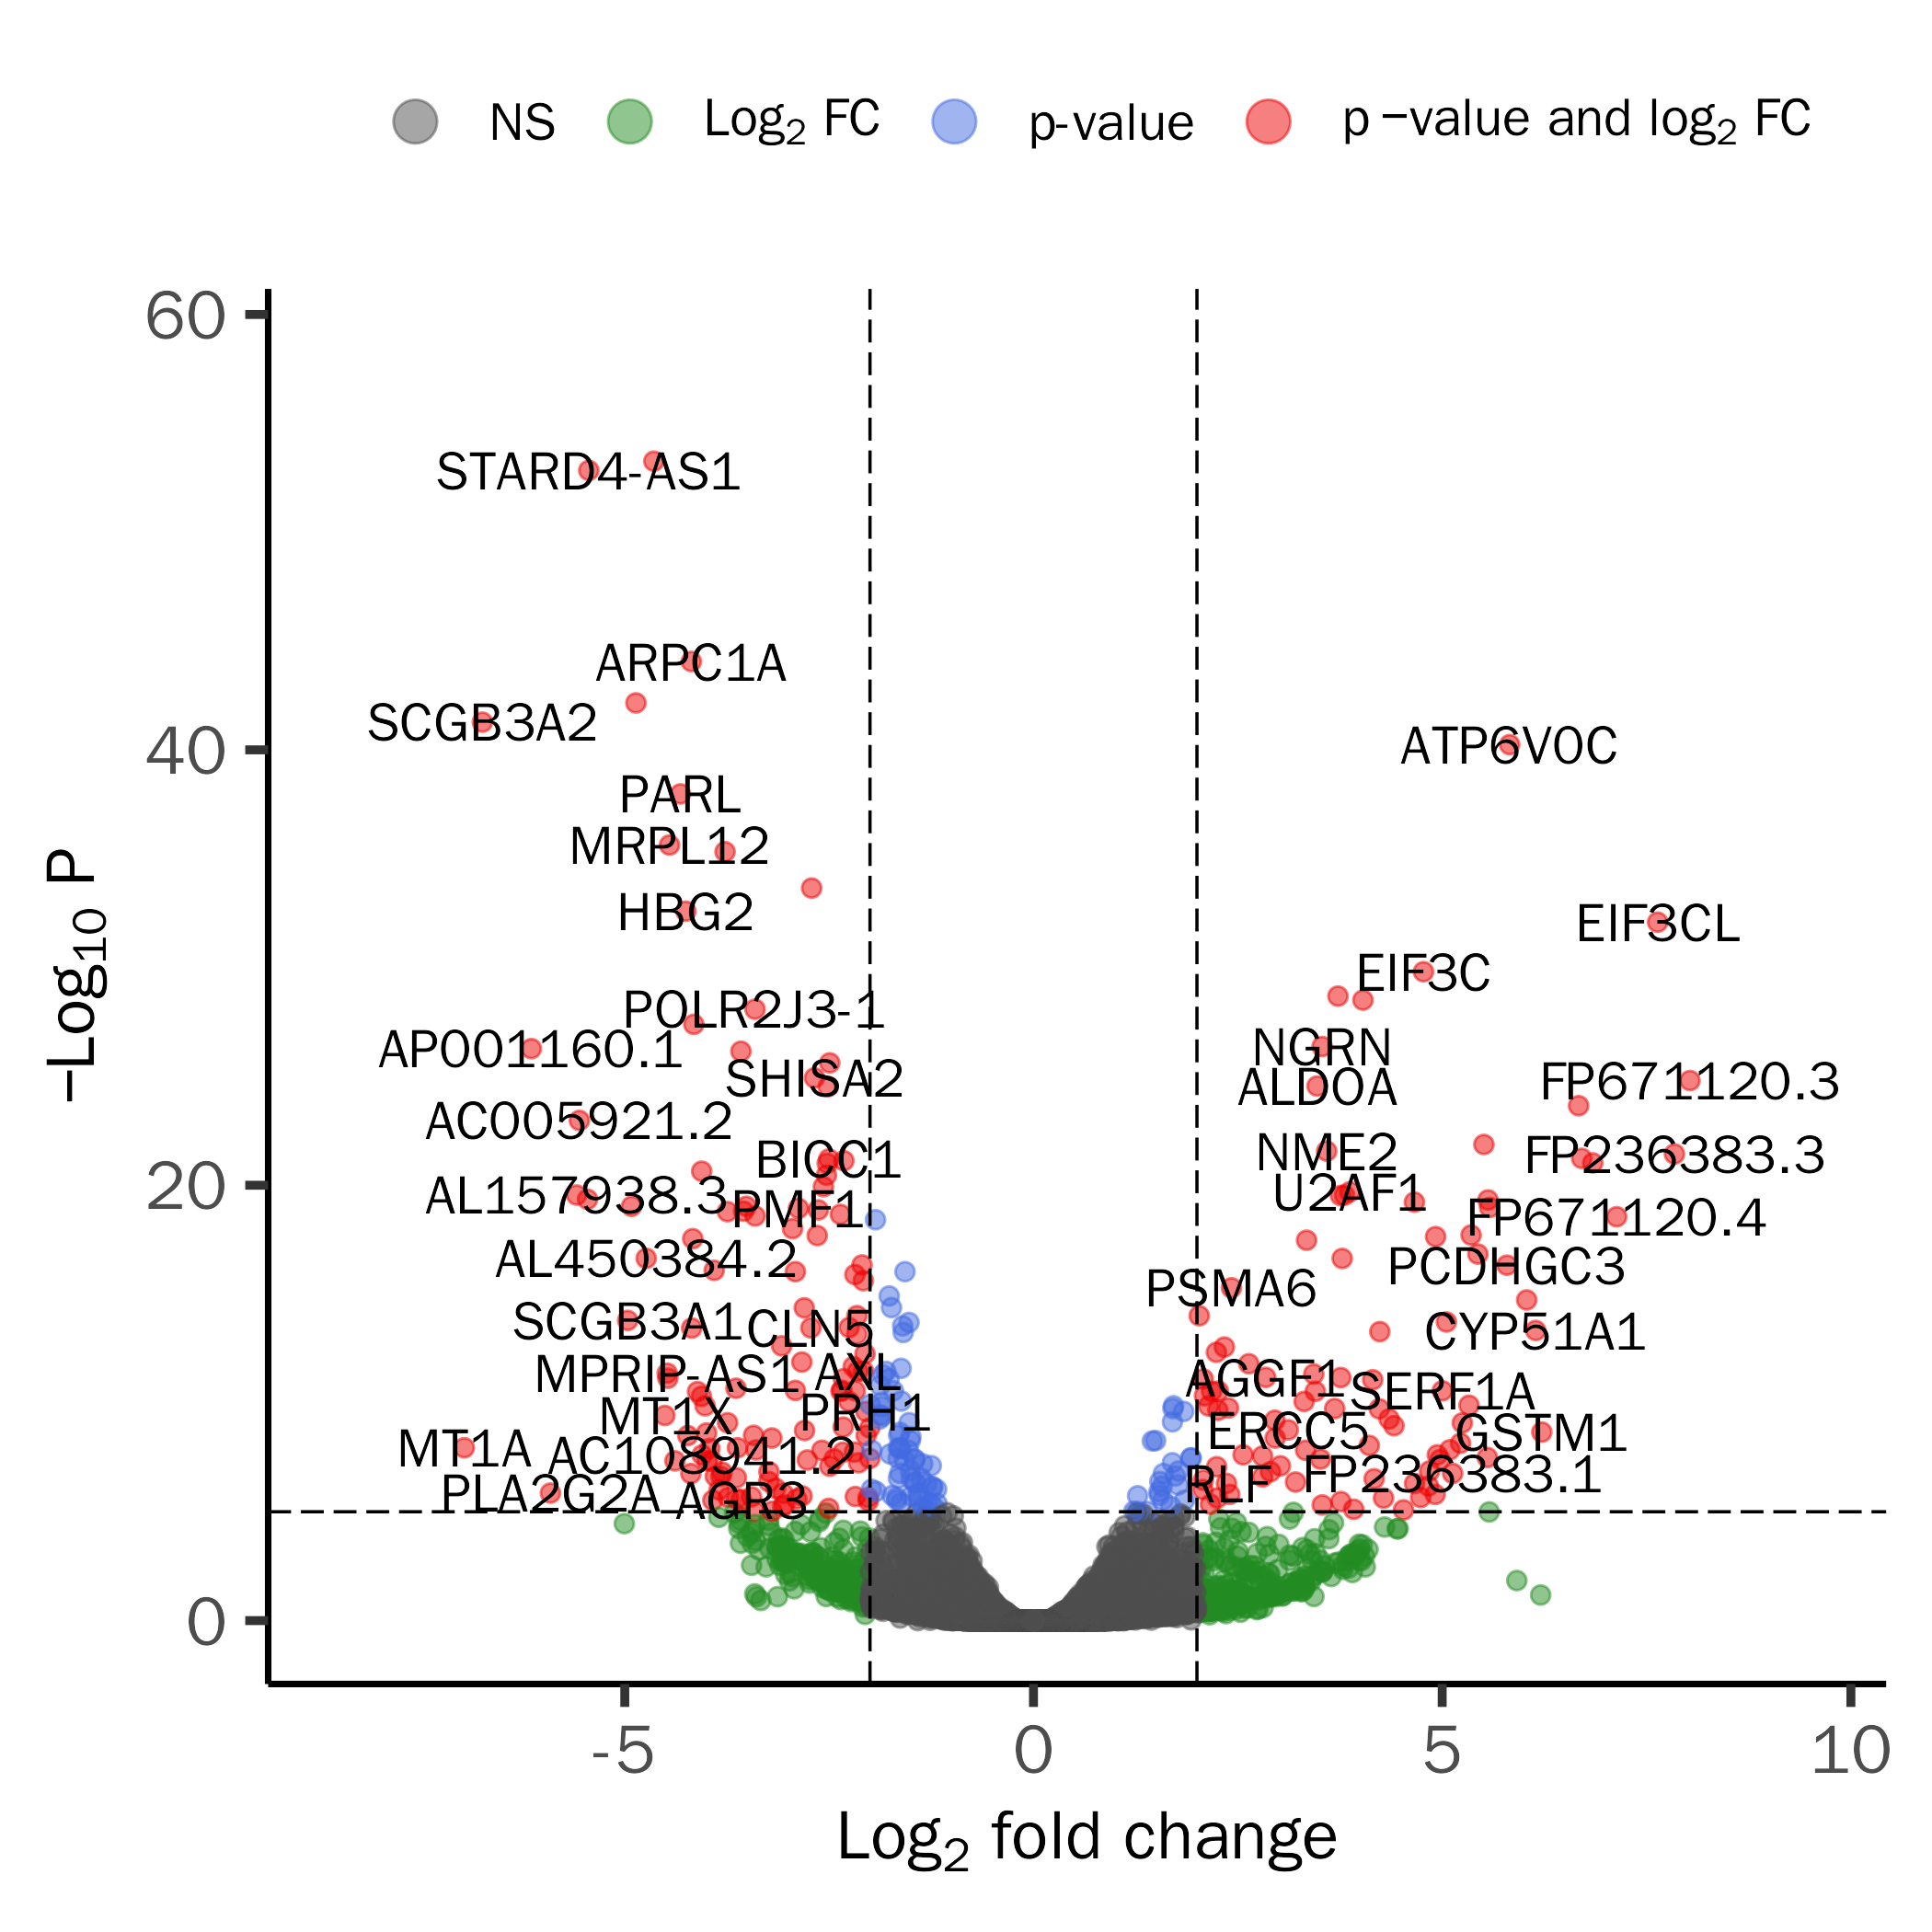 NS Log2 FC p-value p −value and log2 FC
60
STARD4-AS1
ARPC1A
SCGB3A2
40
ATP6V0C
PARL
MRPL12
HBG2
EIF3CL
EIF3C
POLR2J3-1
AP001160.1
NGRN
SHISA2
ALDOA
FP671120.3
AC005921.2
BICC1
NME2
FP236383.3
20
AL157938.3
PMF1
U2AF1
FP671120.4
AL450384.2
PCDHGC3
PSMA6
SCGB3A1
CLN5
CYP51A1
MPRIP-AS1
AXL
AGGF1
SERF1A
MT1X
PRH1
ERCC5
GSTM1
MT1A
AC108941.2
RLF
FP236383.1
PLA2G2A
AGR3
0
−Log10 P
-5 0 5 10
Log2 fold change